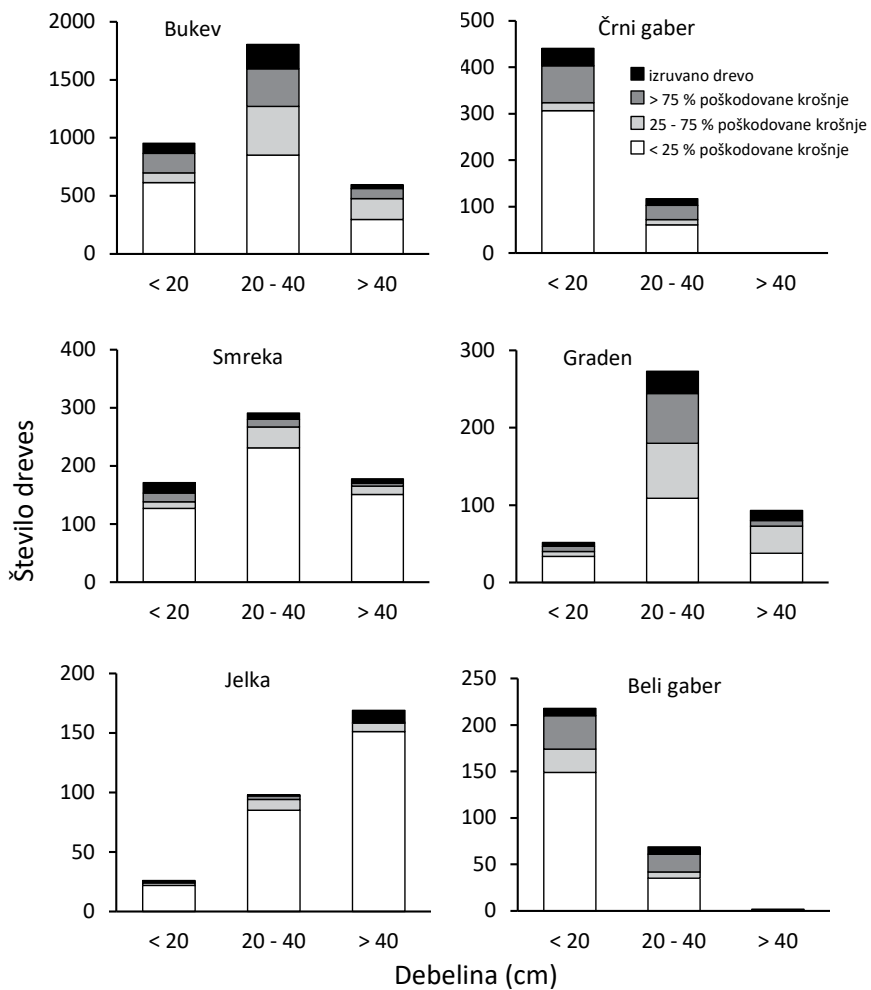 Bukev
2000
1500
1000
500
0
< 20
20 - 40
> 40
Črni gaber
500
400
300
200
100
0
izruvano drevo
> 75 % poškodovane krošnje
25 - 75 % poškodovane krošnje
< 25 % poškodovane krošnje
< 20
20 - 40
> 40
Smreka
400
300
200
100
0
< 20
20 - 40
> 40
Graden
300
200
100
0
< 20
20 - 40
> 40
Število dreves
Jelka
200
150
100
50
0
< 20
20 - 40
> 40
Beli gaber
250
200
150
100
50
0
< 20
20 - 40
> 40
Debelina (cm)